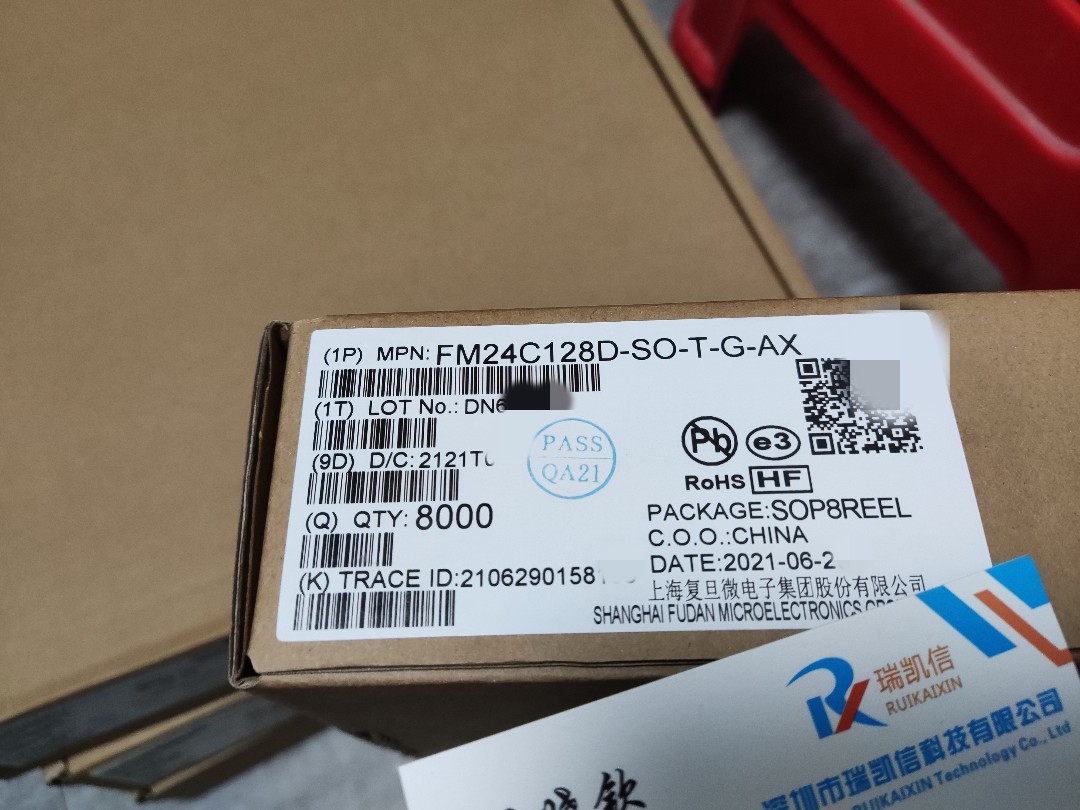 (1P) MPN: FM24C128D-SO-T-G-AX
(1T) LOT No.: DN6
(9D) D/C: 2121T
PASS
QA21
(Q) QTY: 8000
(K) TRACE ID:2106290158
Pb
e3
RoHS HF
PACKAGE:SOP8REEL
C.O.O.:CHINA
DATE:2021-06-2
上海复旦微电子集团股份有限公司
SHANGHAI FUDAN MICROELECTRONICS
瑞凯信
RUIKAIXIN
深圳市瑞凯信科技有限公司
RUIKAIXIN Technology Co., Ltd